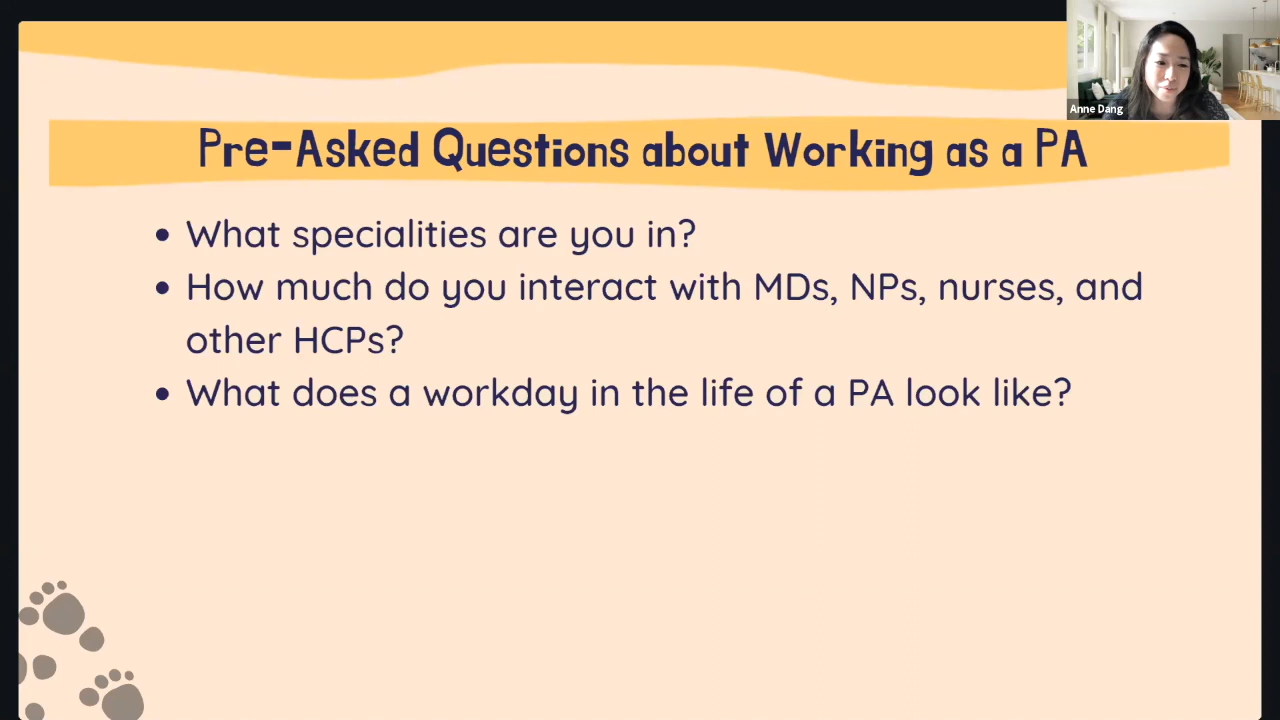 Anne Dang
Pre-Asked Questions about Working as a PA
• What specialities are you in?
• How much do you interact with MDs, NPs, nurses, and
other HCPs?
• What does a workday in the life of a PA look like?